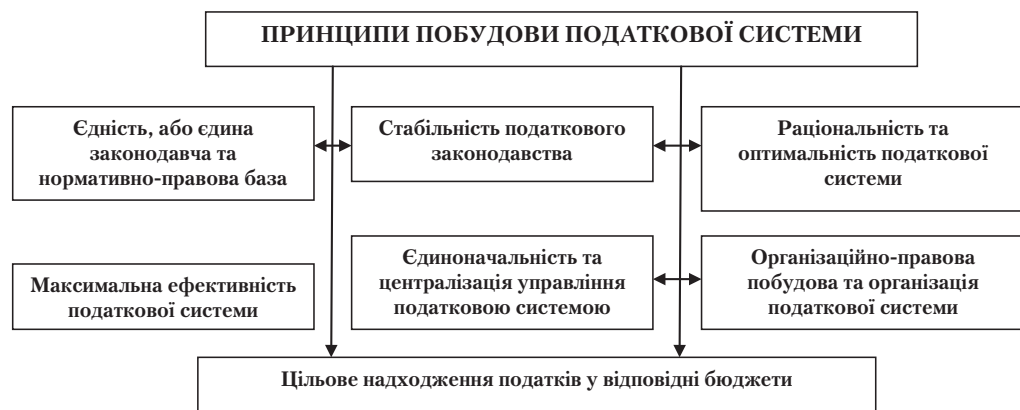 ПРИНЦИПИ ПОБУДОВИ ПОДАТКОВОЇ СИСТЕМИ
Єдність, або єдина
законодавча та
нормативно-правова база
Стабільність податкового
законодавства
Раціональність та
оптимальність податкової
системи
Максимальна ефективність
податкової системи
Єдиноначальність та
централізація управління
податковою системою
Організаційно-правова
побудова та організація
податкової системи
Цільове надходження податків у відповідні бюджети